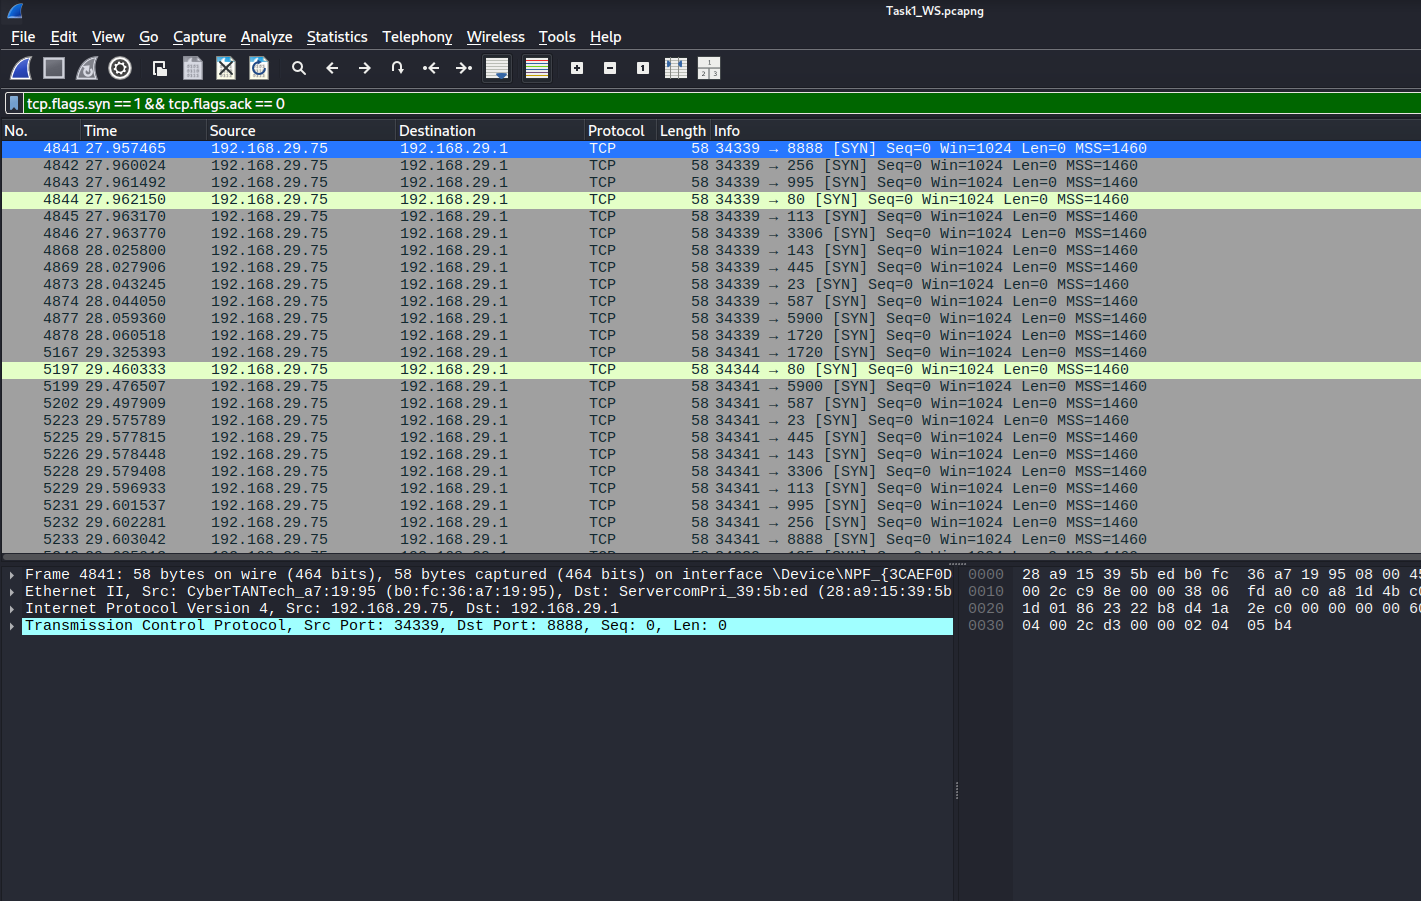 Task1_WS.pcapng
File Edit View Go Capture Analyze Statistics Telephony Wireless Tools Help
tcp.flags.syn == 1 && tcp.flags.ack == 0
No. Time Source Destination Protocol Length Info
4841 27.957465 192.168.29.75 192.168.29.1 TCP 58 34339 → 8888 [SYN] Seq=0 Win=1024 Len=0 MSS=1460
4842 27.960024 192.168.29.75 192.168.29.1 TCP 58 34339 → 256 [SYN] Seq=0 Win=1024 Len=0 MSS=1460
4843 27.961492 192.168.29.75 192.168.29.1 TCP 58 34339 → 995 [SYN] Seq=0 Win=1024 Len=0 MSS=1460
4844 27.962150 192.168.29.75 192.168.29.1 TCP 58 34339 → 80 [SYN] Seq=0 Win=1024 Len=0 MSS=1460
4845 27.963170 192.168.29.75 192.168.29.1 TCP 58 34339 → 113 [SYN] Seq=0 Win=1024 Len=0 MSS=1460
4846 27.963770 192.168.29.75 192.168.29.1 TCP 58 34339 → 3306 [SYN] Seq=0 Win=1024 Len=0 MSS=1460
4868 28.025800 192.168.29.75 192.168.29.1 TCP 58 34339 → 143 [SYN] Seq=0 Win=1024 Len=0 MSS=1460
4869 28.027906 192.168.29.75 192.168.29.1 TCP 58 34339 → 445 [SYN] Seq=0 Win=1024 Len=0 MSS=1460
4873 28.043245 192.168.29.75 192.168.29.1 TCP 58 34339 → 23 [SYN] Seq=0 Win=1024 Len=0 MSS=1460
4874 28.044050 192.168.29.75 192.168.29.1 TCP 58 34339 → 587 [SYN] Seq=0 Win=1024 Len=0 MSS=1460
4877 28.059360 192.168.29.75 192.168.29.1 TCP 58 34339 → 5900 [SYN] Seq=0 Win=1024 Len=0 MSS=1460
4878 28.060518 192.168.29.75 192.168.29.1 TCP 58 34339 → 1720 [SYN] Seq=0 Win=1024 Len=0 MSS=1460
5167 29.325393 192.168.29.75 192.168.29.1 TCP 58 34341 → 1720 [SYN] Seq=0 Win=1024 Len=0 MSS=1460
5197 29.460333 192.168.29.75 192.168.29.1 TCP 58 34344 → 80 [SYN] Seq=0 Win=1024 Len=0 MSS=1460
5199 29.476507 192.168.29.75 192.168.29.1 TCP 58 34341 → 5900 [SYN] Seq=0 Win=1024 Len=0 MSS=1460
5202 29.497909 192.168.29.75 192.168.29.1 TCP 58 34341 → 587 [SYN] Seq=0 Win=1024 Len=0 MSS=1460
5223 29.575789 192.168.29.75 192.168.29.1 TCP 58 34341 → 23 [SYN] Seq=0 Win=1024 Len=0 MSS=1460
5225 29.577815 192.168.29.75 192.168.29.1 TCP 58 34341 → 445 [SYN] Seq=0 Win=1024 Len=0 MSS=1460
5226 29.578448 192.168.29.75 192.168.29.1 TCP 58 34341 → 143 [SYN] Seq=0 Win=1024 Len=0 MSS=1460
5228 29.579408 192.168.29.75 192.168.29.1 TCP 58 34341 → 3306 [SYN] Seq=0 Win=1024 Len=0 MSS=1460
5229 29.596933 192.168.29.75 192.168.29.1 TCP 58 34341 → 113 [SYN] Seq=0 Win=1024 Len=0 MSS=1460
5231 29.601537 192.168.29.75 192.168.29.1 TCP 58 34341 → 995 [SYN] Seq=0 Win=1024 Len=0 MSS=1460
5232 29.602281 192.168.29.75 192.168.29.1 TCP 58 34341 → 256 [SYN] Seq=0 Win=1024 Len=0 MSS=1460
5233 29.603042 192.168.29.75 192.168.29.1 TCP 58 34341 → 8888 [SYN] Seq=0 Win=1024 Len=0 MSS=1460
Frame 4841: 58 bytes on wire (464 bits), 58 bytes captured (464 bits) on interface \Device\NPF_{3CAEF0D
Ethernet II, Src: CyberTANTech_a7:19:95 (b0:fc:36:a7:19:95), Dst: ServercomPri_39:5b:ed (28:a9:15:39:5b
Internet Protocol Version 4, Src: 192.168.29.75, Dst: 192.168.29.1
Transmission Control Protocol, Src Port: 34339, Dst Port: 8888, Seq: 0, Len: 0
0000 28 a9 15 39 5b ed b0 fc 36 a7 19 95 08 00 45
0010 00 2c c9 8e 00 00 38 06 fd a0 c0 a8 1d 4b c0
0020 1d 01 86 23 22 b8 d4 1a 2e c0 00 00 00 00 60
0030 04 00 2c d3 00 00 02 04 05 b4